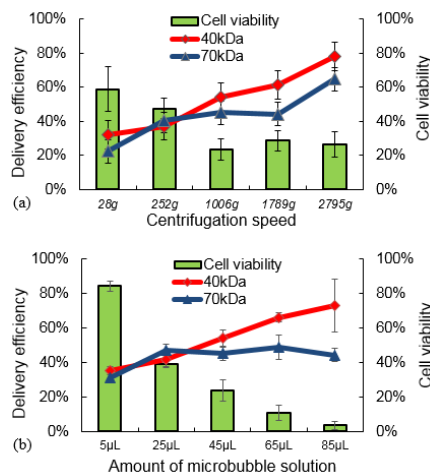 100% 100%
Cell viability
40kDa
70kDa
80% 80%
60% 60%
40% 40%
20% 20%
0% 0%
Delivery efficiency
Cell viability
28g 252g 1006g 1789g 2795g
(a)
Centrifugation speed
100% 100%
Cell viability
40kDa
70kDa
80% 80%
60% 60%
40% 40%
20% 20%
0% 0%
Delivery efficiency
Cell viability
5µL 25µL 45µL 65µL 85µL
(b)
Amount of microbubble solution